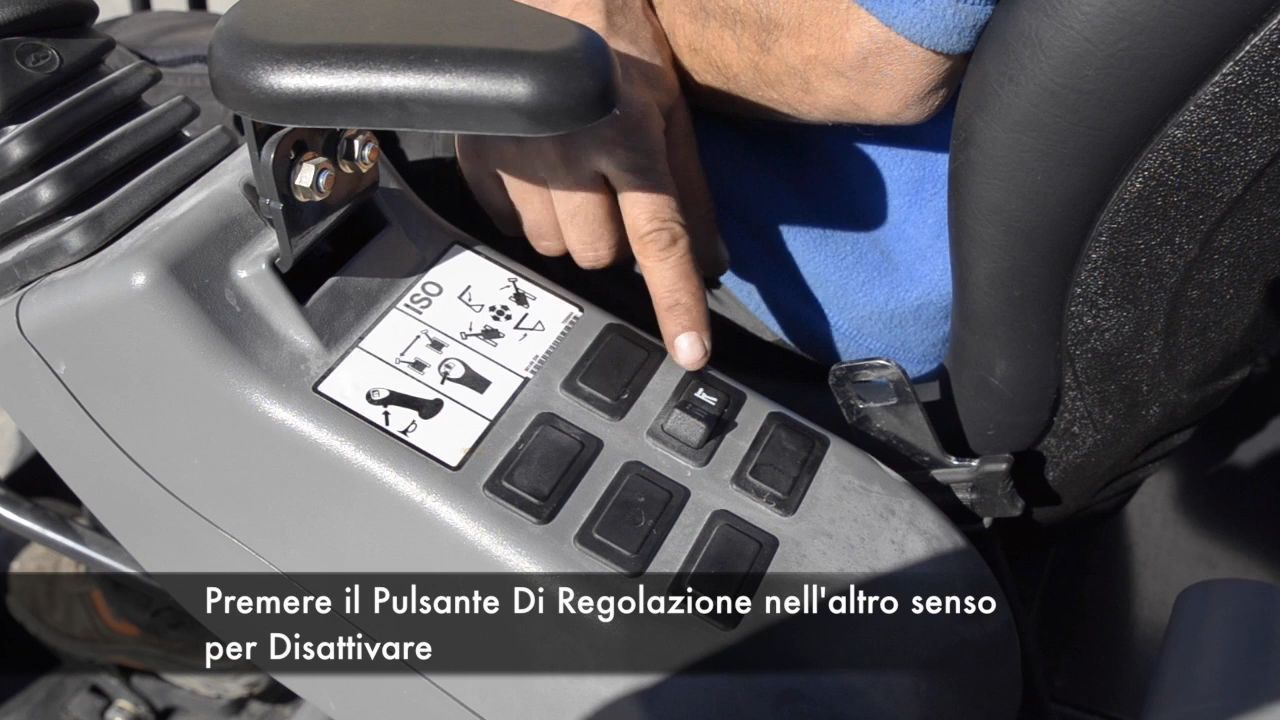 ISO
Premere il Pulsante Di Regolazione nell'altro senso
per Disattivare